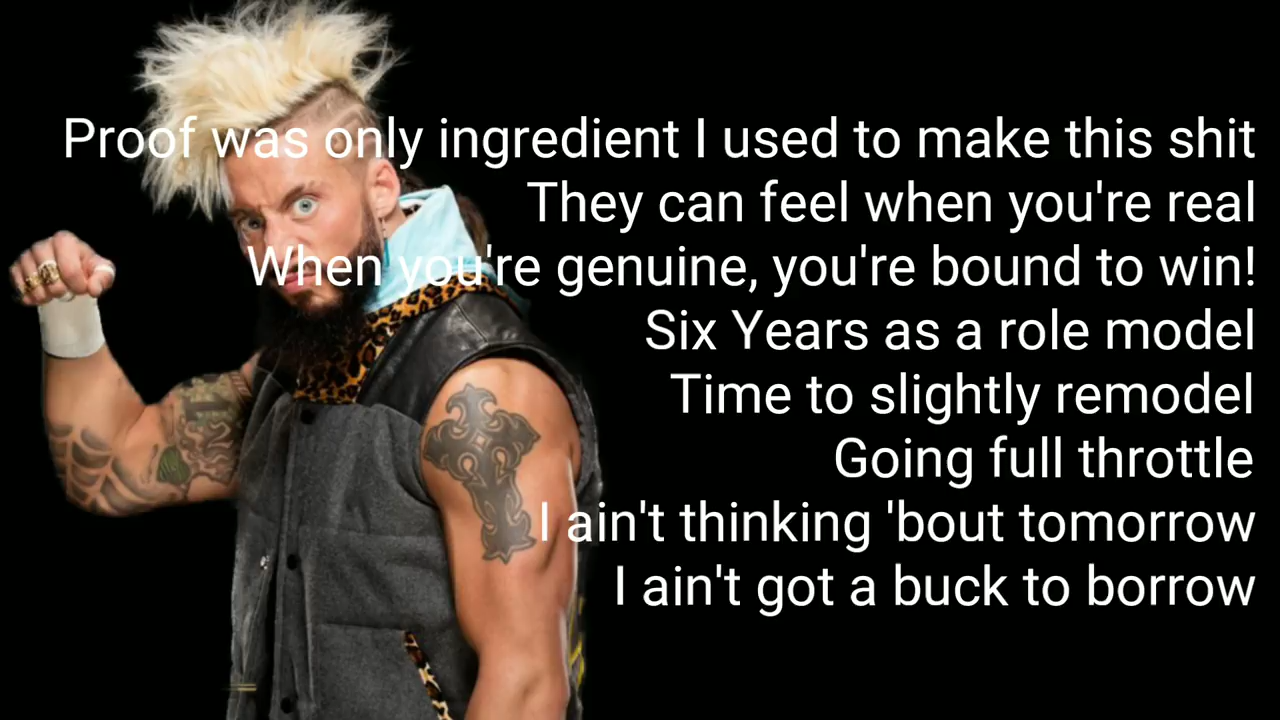 Proof was only ingredient I used to make this shit
They can feel when you're real
When you're genuine, you're bound to win!
Six Years as a role model
Time to slightly remodel
Going full throttle
I ain't thinking 'bout tomorrow
I ain't got a buck to borrow